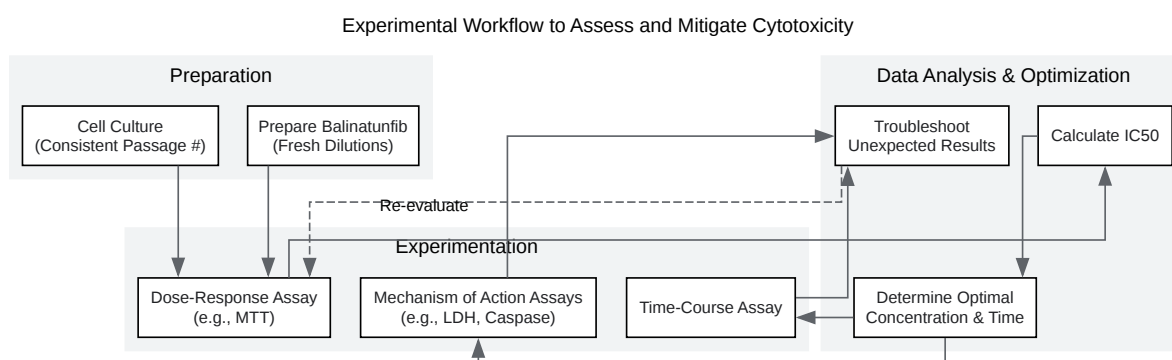 Experimental Workflow to Assess and Mitigate Cytotoxicity
Preparation
Data Analysis & Optimization
Cell Culture
(Consistent Passage #)
Prepare Balinatunfib
(Fresh Dilutions)
Troubleshoot
Unexpected Results
Calculate IC50
Re-evaluate
Experimentation
Dose-Response Assay
(e.g., MTT)
Mechanism of Action Assays
(e.g., LDH, Caspase)
Time-Course Assay
Determine Optimal
Concentration & Time